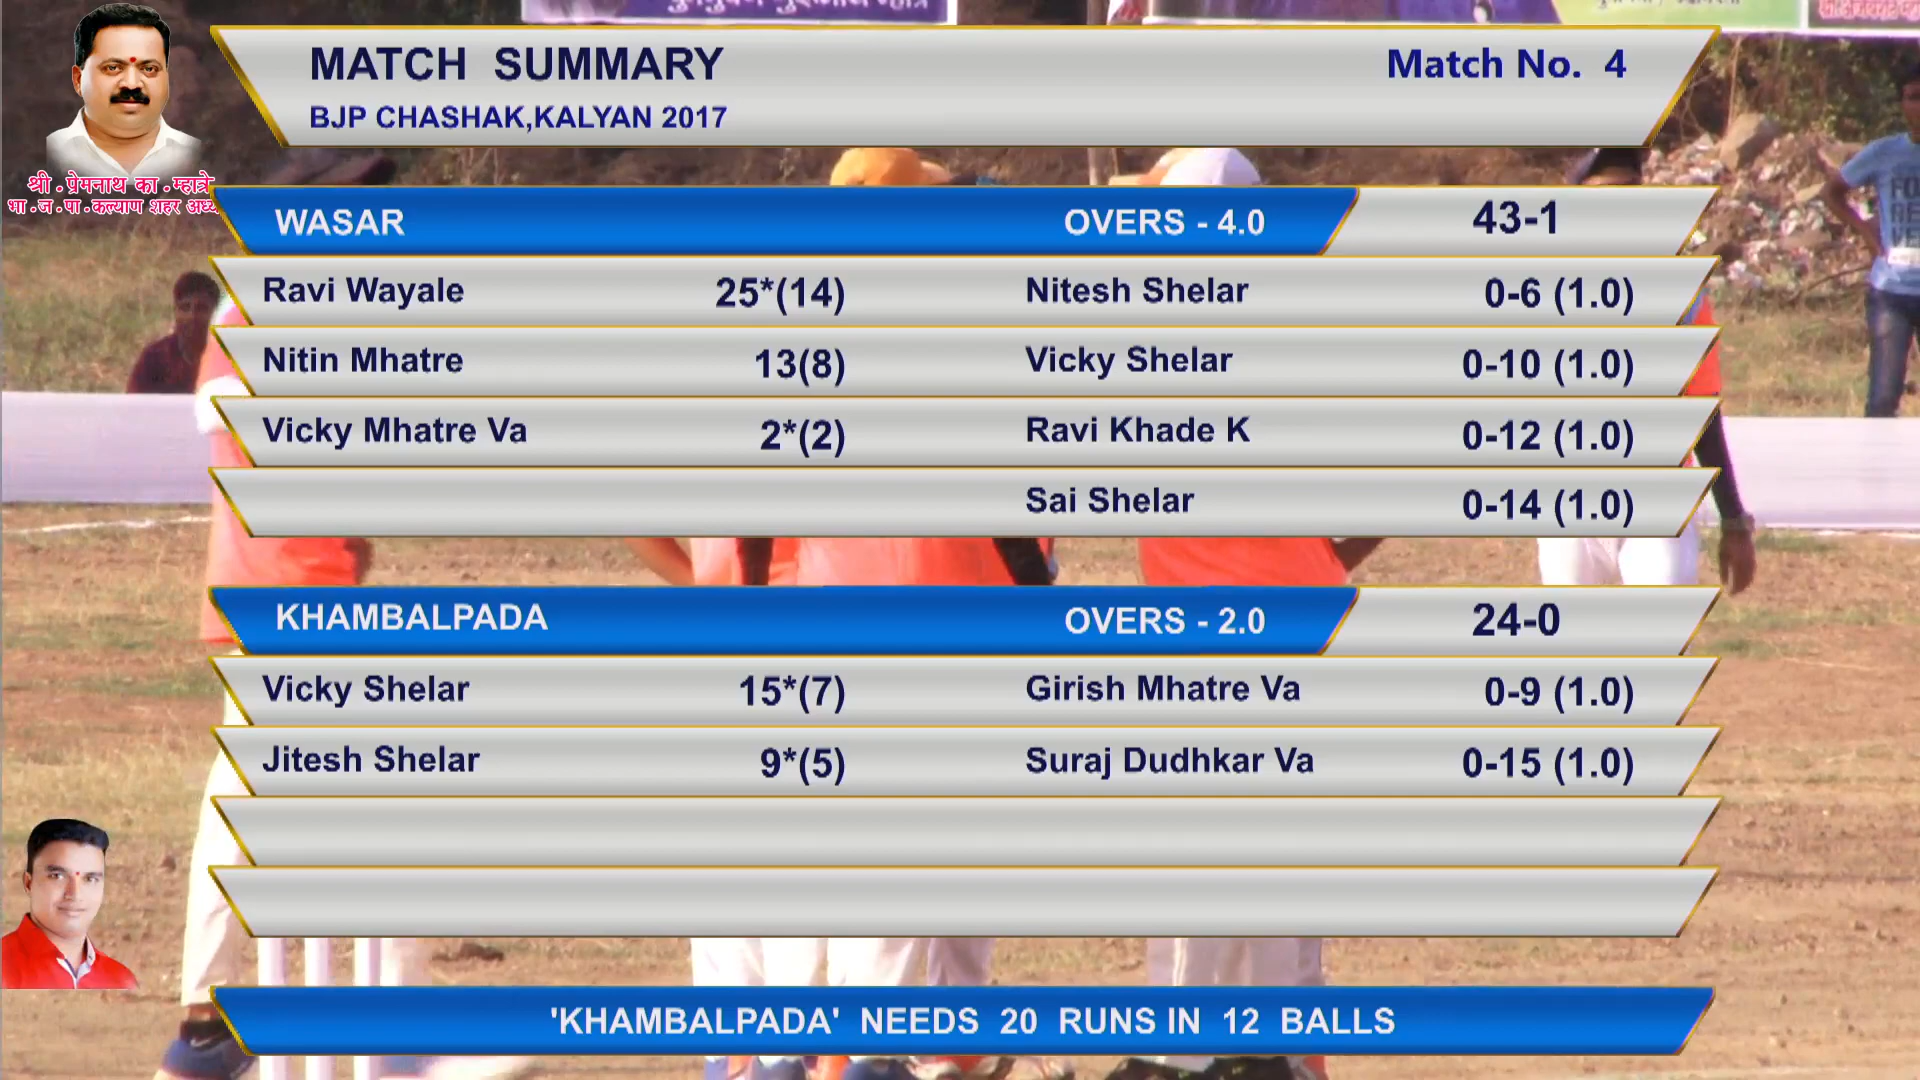 MATCH SUMMARY
Match No. 4
BJP CHASHAK,KALYAN 2017
श्री . प्रेमनाथ का . म्हात्रे
भा . ज . पा . कल्याण शहर
WASAR OVERS - 4.0 43-1
Ravi Wayale 25*(14) Nitesh Shelar 0-6 (1.0)
Nitin Mhatre 13(8) Vicky Shelar 0-10 (1.0)
Vicky Mhatre Va 2*(2) Ravi Khade K 0-12 (1.0)
Sai Shelar 0-14 (1.0)
KHAMBALPADA OVERS - 2.0 24-0
Vicky Shelar 15*(7) Girish Mhatre Va 0-9 (1.0)
Jitesh Shelar 9*(5) Suraj Dudhkar Va 0-15 (1.0)
'KHAMBALPADA' NEEDS 20 RUNS IN 12 BALLS